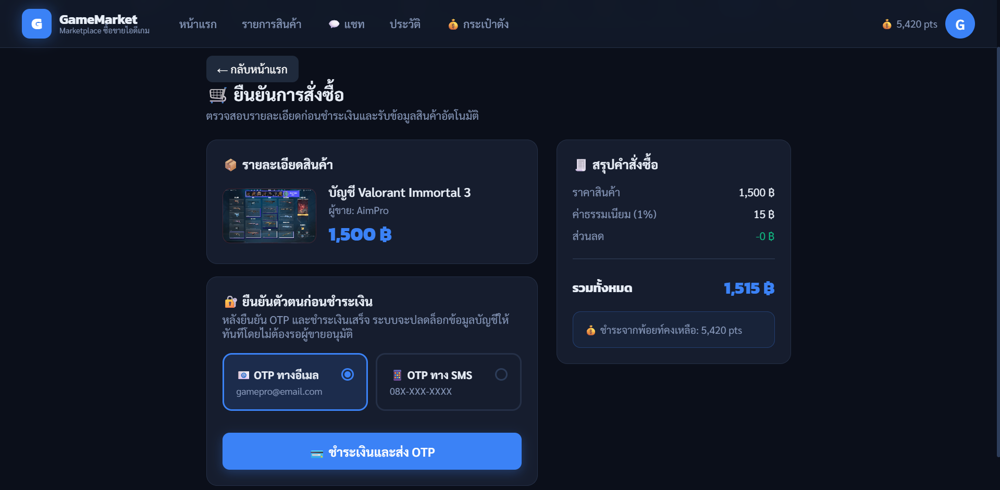 G
GameMarket
Marketplace ซื้อขายไอดีเกม
หน้าแรก
รายการสินค้า
💬 แชท
ประวัติ
💰 กระเป๋าตัง
💰 5,420 pts
G
← กลับหน้าแรก
🛒 ยืนยันการสั่งซื้อ
ตรวจสอบรายละเอียดก่อนชำระเงินและรับข้อมูลสินค้าอัตโนมัติ
📦 รายละเอียดสินค้า
บัญชี Valorant Immortal 3
ผู้ขาย: AimPro
1,500 ฿
🔐 ยืนยันตัวตนก่อนชำระเงิน
หลังยืนยัน OTP และชำระเงินเสร็จ ระบบจะปลดล็อกข้อมูลบัญชีให้
ทันทีโดยไม่ต้องรอผู้ขายอนุมัติ
📧 OTP ทางอีเมล
gamepro@email.com
📱 OTP ทาง SMS
08X-XXX-XXXX
💳 ชำระเงินและส่ง OTP
🧾 สรุปคำสั่งซื้อ
ราคาสินค้า 1,500 ฿
ค่าธรรมเนียม (1%) 15 ฿
ส่วนลด -0 ฿
รวมทั้งหมด 1,515 ฿
💰 ชำระจากพ้อยท์คงเหลือ: 5,420 pts